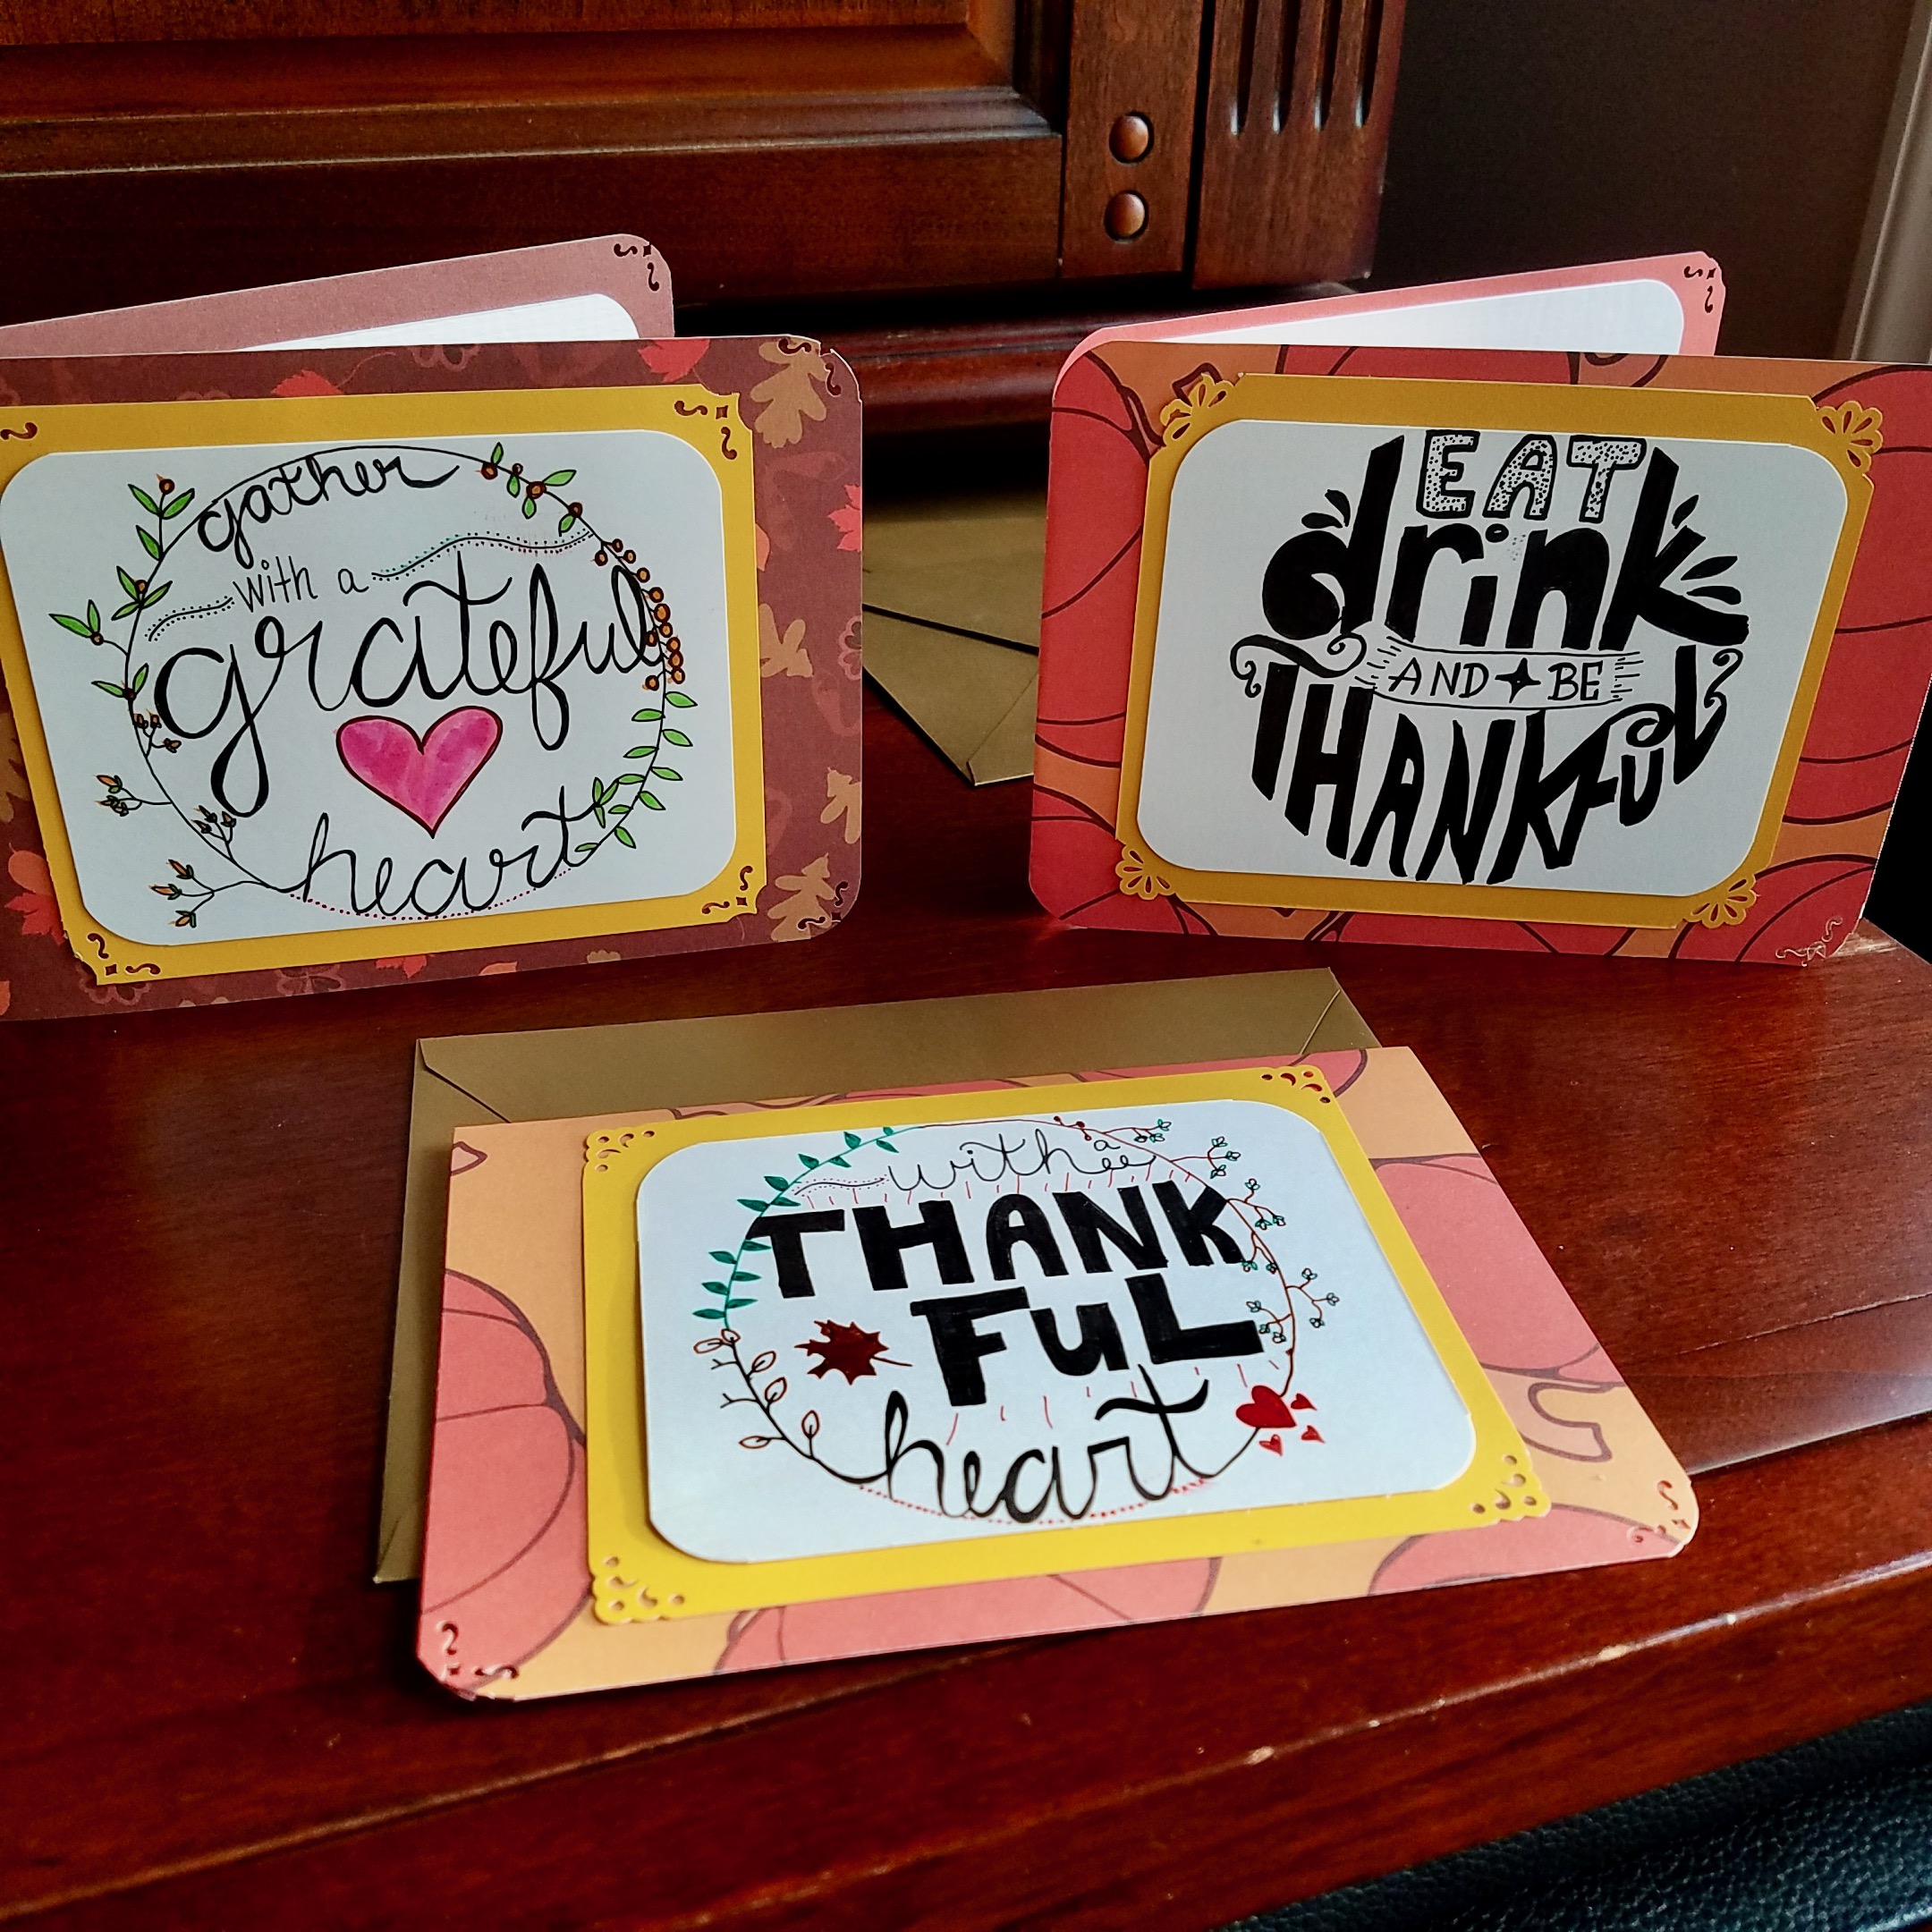 gather
with a
grateful
heart
EAT
drink
AND BE
THANKFUL
with a
THANK
FUL
heart